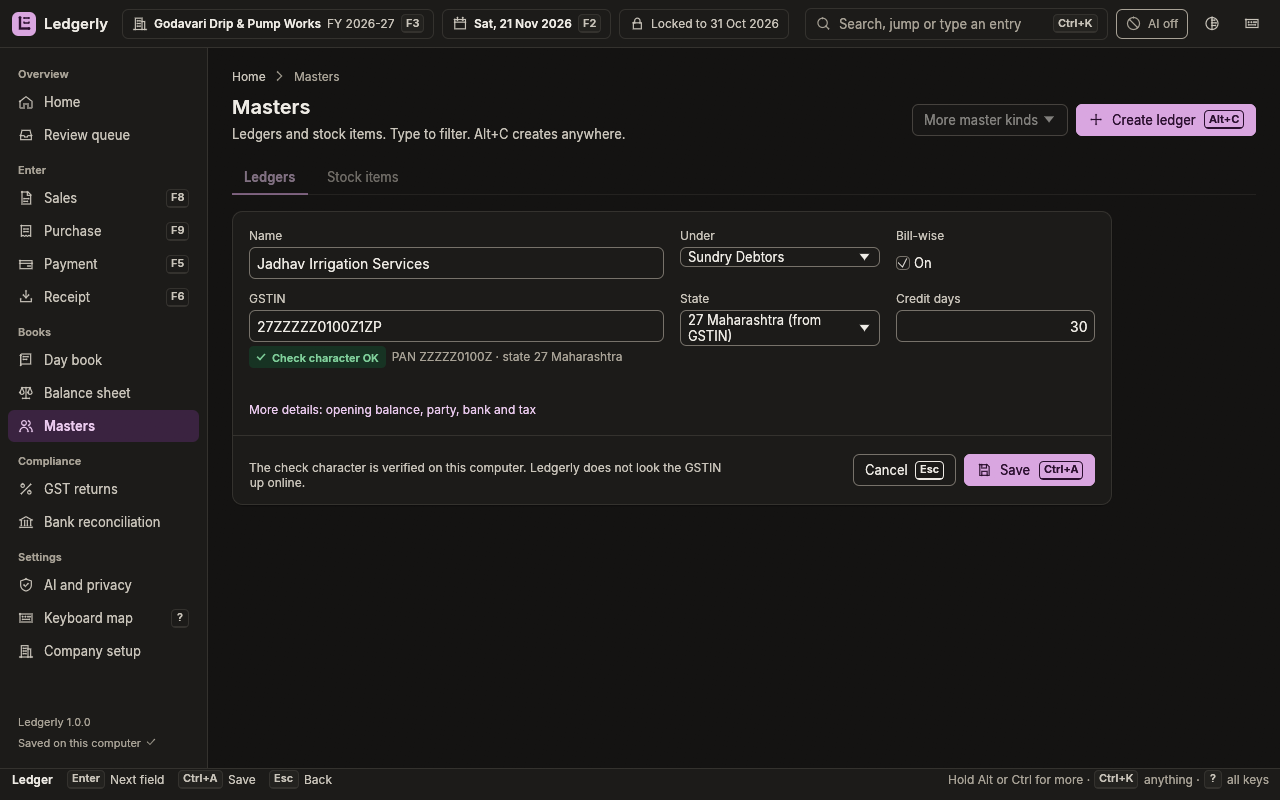 Ledgerly
Godavari Drip & Pump Works FY 2026-27 F3
Sat, 21 Nov 2026 F2
Locked to 31 Oct 2026
Search, jump or type an entry Ctrl+K
AI off
Overview
Home
Review queue
Enter
Sales F8
Purchase F9
Payment F5
Receipt F6
Books
Day book
Balance sheet
Masters
Compliance
GST returns
Bank reconciliation
Settings
AI and privacy
Keyboard map ?
Company setup
Ledgerly 1.0.0
Saved on this computer
Home Masters
Masters
Ledgers and stock items. Type to filter. Alt+C creates anywhere.
More master kinds
Create ledger Alt+C
Ledgers Stock items
Name
Jadhav Irrigation Services
Under
Sundry Debtors
Bill-wise
On
GSTIN
27ZZZZZ0100Z1ZP
Check character OK PAN ZZZZZ0100Z · state 27 Maharashtra
State
27 Maharashtra (from
GSTIN)
Credit days
30
More details: opening balance, party, bank and tax
The check character is verified on this computer. Ledgerly does not look the GSTIN
up online.
Cancel Esc
Save Ctrl+A
Ledger Enter Next field Ctrl+A Save Esc Back
Hold Alt or Ctrl for more · Ctrl+K anything · ? all keys